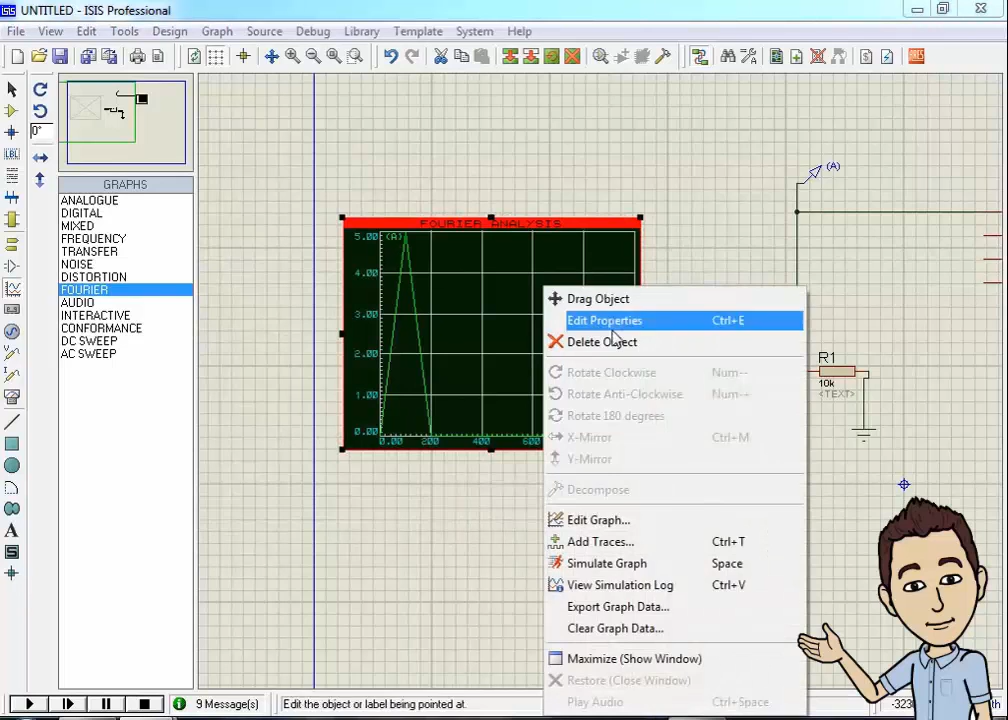 UNTITLED - ISIS Professional
File View Edit Tools Design Graph Source Debug Library Template System Help
0°
LBL
GRAPHS
ANALOGUE
DIGITAL
MIXED
FREQUENCY
TRANSFER
NOISE
DISTORTION
FOURIER
AUDIO
INTERACTIVE
CONFORMANCE
DC SWEEP
AC SWEEP
A
(A)
FOURIER ANALYSIS
5.00 (A)
4.00
3.00
2.00
1.00
0.00
0.00 200 400 600
Drag Object
Edit Properties Ctrl+E
Delete Object
Rotate Clockwise Num--
Rotate Anti-Clockwise Num--
Rotate 180 degrees
X-Mirror Ctrl+M
Y-Mirror
Decompose
Edit Graph...
Add Traces... Ctrl+T
Simulate Graph Space
View Simulation Log Ctrl+V
Export Graph Data...
Clear Graph Data...
Maximize (Show Window)
Restore (Close Window)
Play Audio Ctrl+Space
R1
10k
<TEXT>
9 Message(s) Edit the object or label being pointed at.